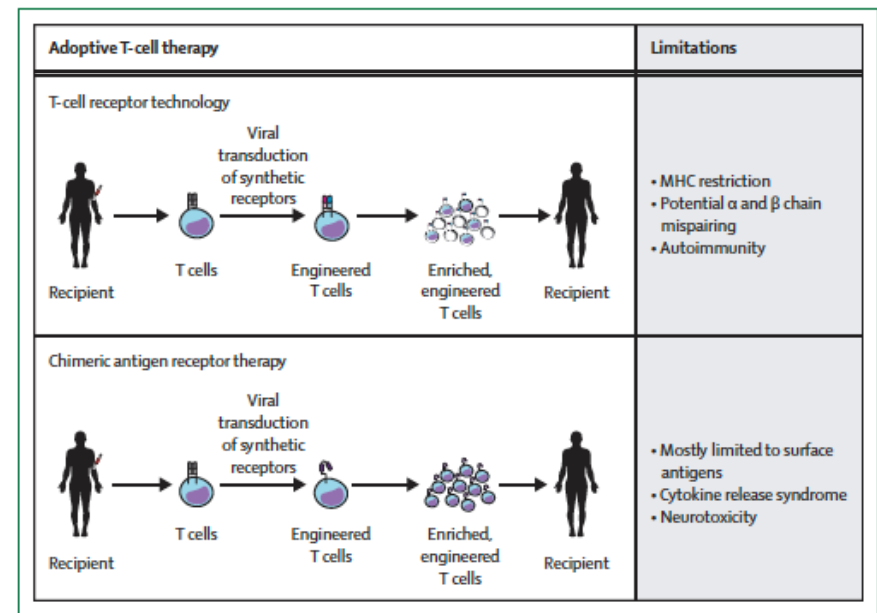 Adoptive T-cell therapy
Limitations
T-cell receptor technology
Viral
transduction
of synthetic
receptors
Recipient
T cells
Engineered
T cells
Enriched,
engineered
T cells
Recipient
• MHC restriction
• Potential α and β chain
mispairing
• Autoimmunity
Chimeric antigen receptor therapy
Viral
transduction
of synthetic
receptors
Recipient
T cells
Engineered
T cells
Enriched,
engineered
T cells
Recipient
• Mostly limited to surface
antigens
• Cytokine release syndrome
• Neurotoxicity